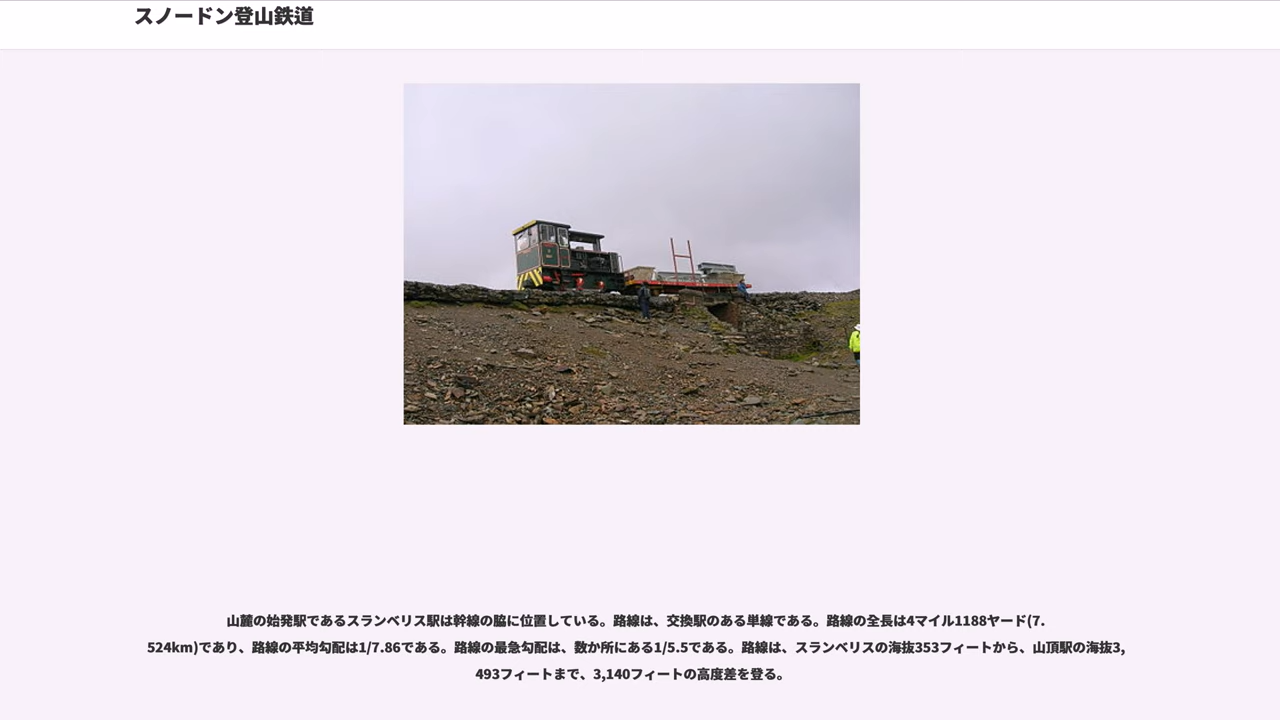 スノードン登山鉄道
山麓の始発駅であるスランベリス駅は幹線の脇に位置している。路線は、交換駅のある単線である。路線の全長は4マイル1188ヤード(7.
524km)であり、路線の平均勾配は1/7.86である。路線の最急勾配は、数か所にある1/5.5である。路線は、スランベリスの海抜353フィートから、山頂駅の海抜3,
493フィートまで、3,140フィートの高度差を登る。